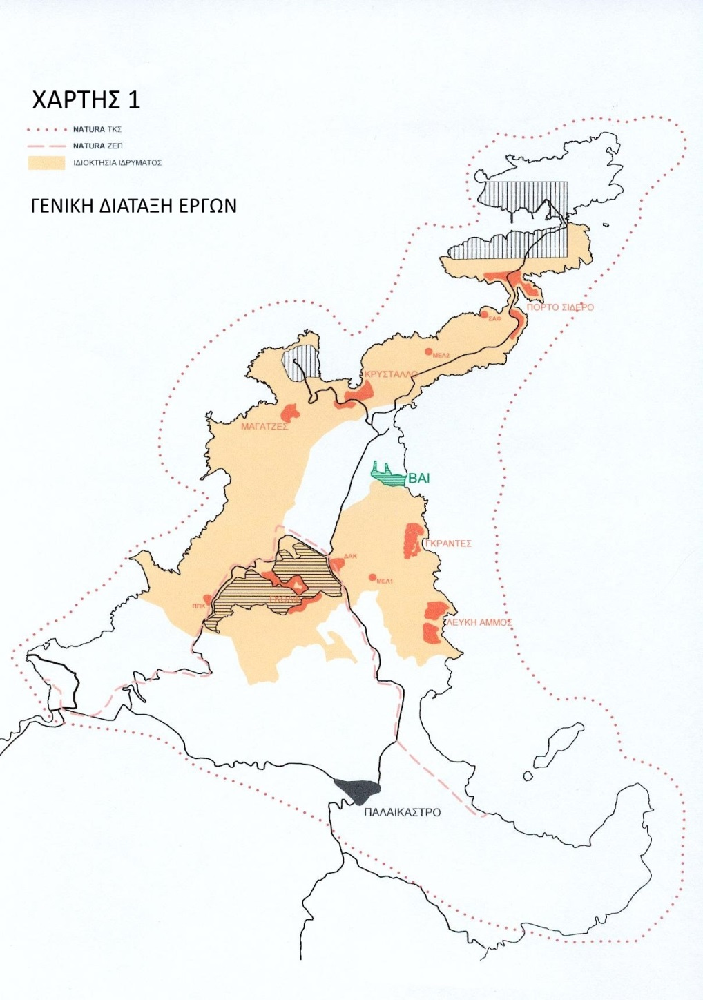 ΧΑΡΤΗΣ 1
NATURA ΤΚΣ
NATURA ΖΕΠ
ΙΔΙΟΚΤΗΣΙΑ ΙΔΡΥΜΑΤΟΣ
ΓΕΝΙΚΗ ΔΙΑΤΑΞΗ ΕΡΓΩΝ
ΠΟΡΤΟ ΣΙΔΕΡΟ
ΣΑΦ
ΜΕΛ2
ΚΡΥΣΤΑΛΛΟ
ΜΑΓΑΤΖΕΣ
ΒΑΙ
ΓΚΡΑΝΤΕΣ
ΔΑΚ
ΜΕΛ1
ΠΠΚ
ΛΕΥΚΗ ΑΜΜΟΣ
ΠΑΛΑΙΚΑΣΤΡΟ